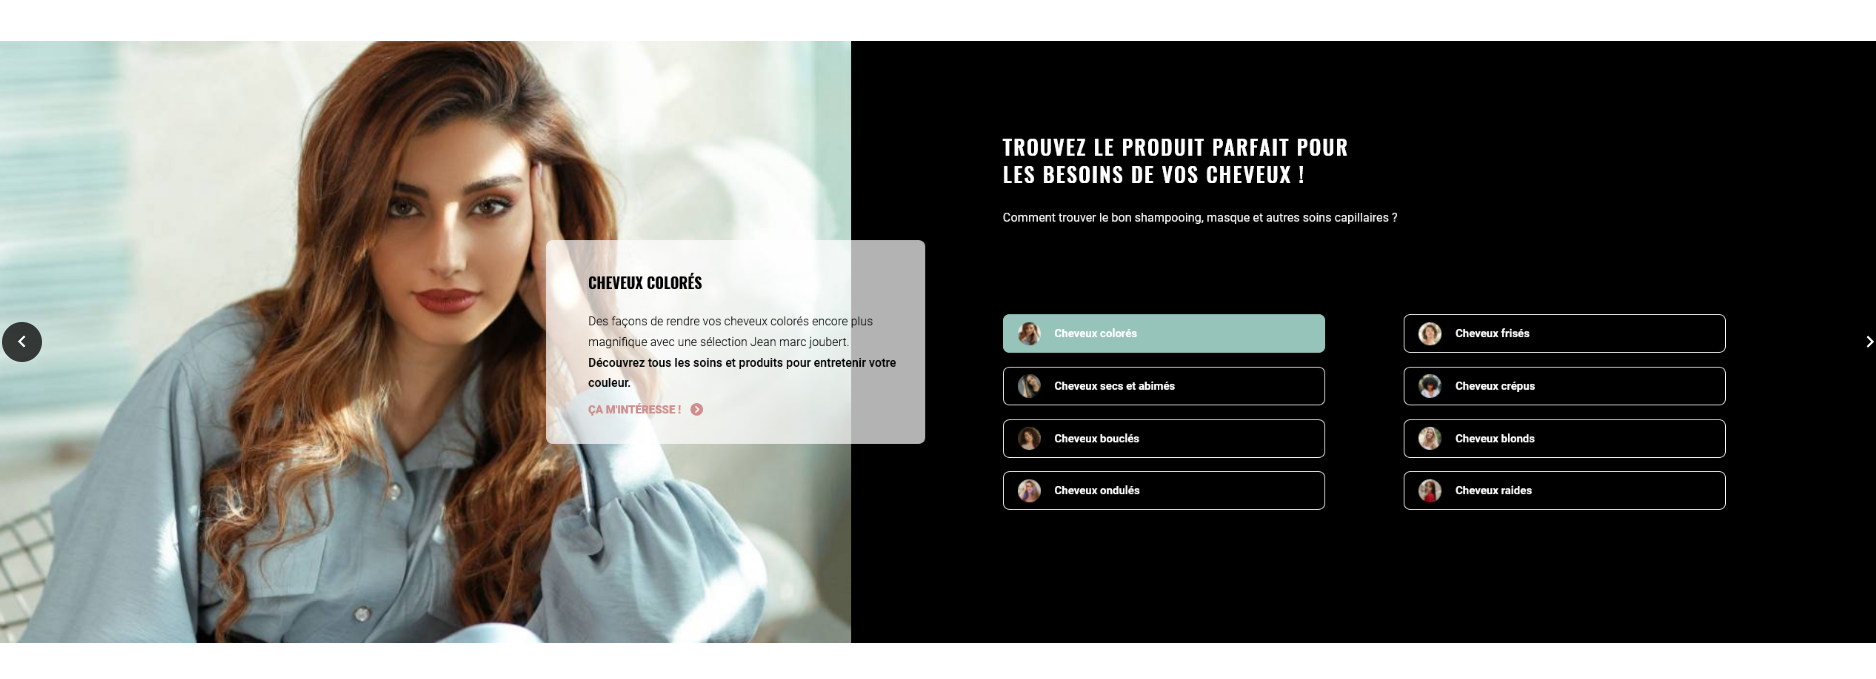 TROUVEZ LE PRODUIT PARFAIT POUR
LES BESOINS DE VOS CHEVEUX !
Comment trouver le bon shampooing, masque et autres soins capillaires ?
CHEVEUX COLORÉS
Des façons de rendre vos cheveux colorés encore plus
magnifique avec une sélection Jean marc joubert.
Découvrez tous les soins et produits pour entretenir votre
couleur.
ÇA M'INTÉRESSE !
Cheveux colorés
Cheveux frisés
Cheveux secs et abimés
Cheveux crépus
Cheveux bouclés
Cheveux blonds
Cheveux ondulés
Cheveux raides